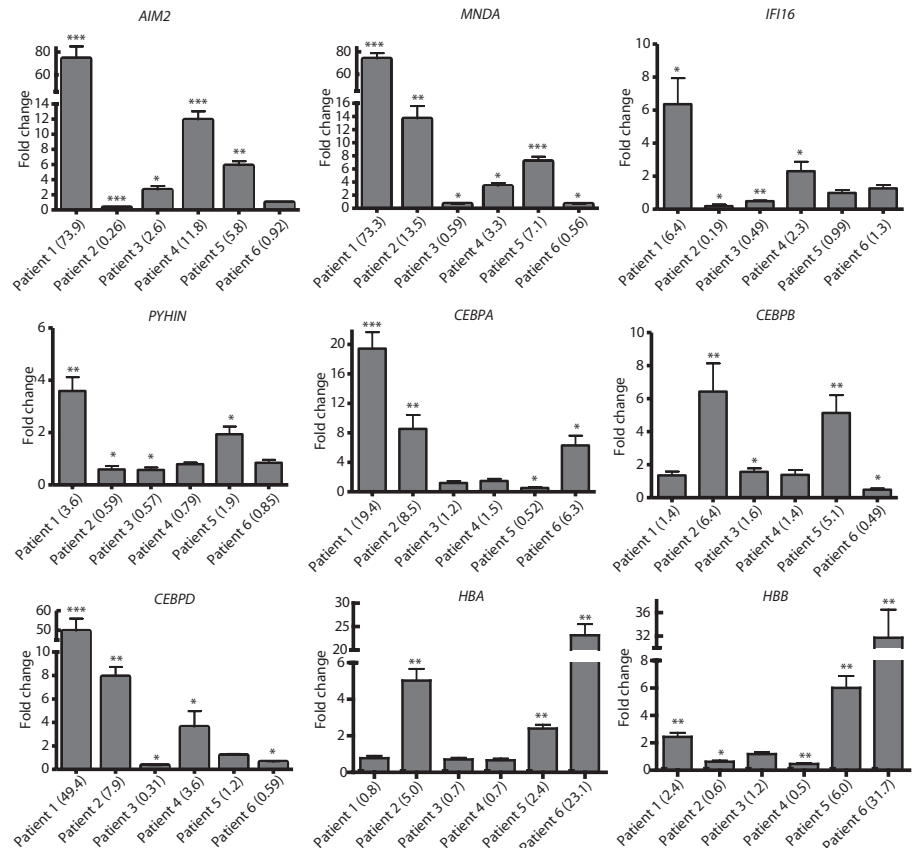 AIM2
Fold change
80
60
14
12
10
8
6
4
2
0
***
***
*
***
**
Patient 1 (73.9)
Patient 2 (0.26)
Patient 3 (2.6)
Patient 4 (11.8)
Patient 5 (5.8)
Patient 6 (0.92)
MNDA
Fold change
80
60
16
14
12
10
8
6
4
2
0
***
**
*
*
***
*
Patient 1 (73.3)
Patient 2 (13.5)
Patient 3 (0.59)
Patient 4 (3.3)
Patient 5 (7.1)
Patient 6 (0.56)
IFI16
Fold change
10
8
6
4
2
0
*
*
**
*
Patient 1 (6.4)
Patient 2 (0.19)
Patient 3 (0.49)
Patient 4 (2.3)
Patient 5 (0.99)
Patient 6 (1.3)
PYHIN
Fold change
6
4
2
0
**
*
*
*
Patient 1 (3.6)
Patient 2 (0.59)
Patient 3 (0.57)
Patient 4 (0.79)
Patient 5 (1.9)
Patient 6 (0.85)
CEBPA
Fold change
20
16
12
8
4
0
***
**
*
*
Patient 1 (19.4)
Patient 2 (8.5)
Patient 3 (1.2)
Patient 4 (1.5)
Patient 5 (0.52)
Patient 6 (6.3)
CEBPB
Fold change
10
8
6
4
2
0
**
*
**
*
Patient 1 (1.4)
Patient 2 (6.4)
Patient 3 (1.6)
Patient 4 (1.4)
Patient 5 (5.1)
Patient 6 (0.49)
CEBPD
Fold change
60
50
10
8
6
4
2
0
***
**
*
*
*
Patient 1 (49.4)
Patient 2 (7.9)
Patient 3 (0.31)
Patient 4 (3.6)
Patient 5 (1.2)
Patient 6 (0.59)
HBA
Fold change
30
25
20
6
4
2
0
**
**
**
Patient 1 (0.8)
Patient 2 (5.0)
Patient 3 (0.7)
Patient 4 (0.7)
Patient 5 (2.4)
Patient 6 (23.1)
HBB
Fold change
36
32
8
6
4
2
0
**
*
**
**
**
Patient 1 (2.4)
Patient 2 (0.6)
Patient 3 (1.2)
Patient 4 (0.5)
Patient 5 (6.0)
Patient 6 (31.7)